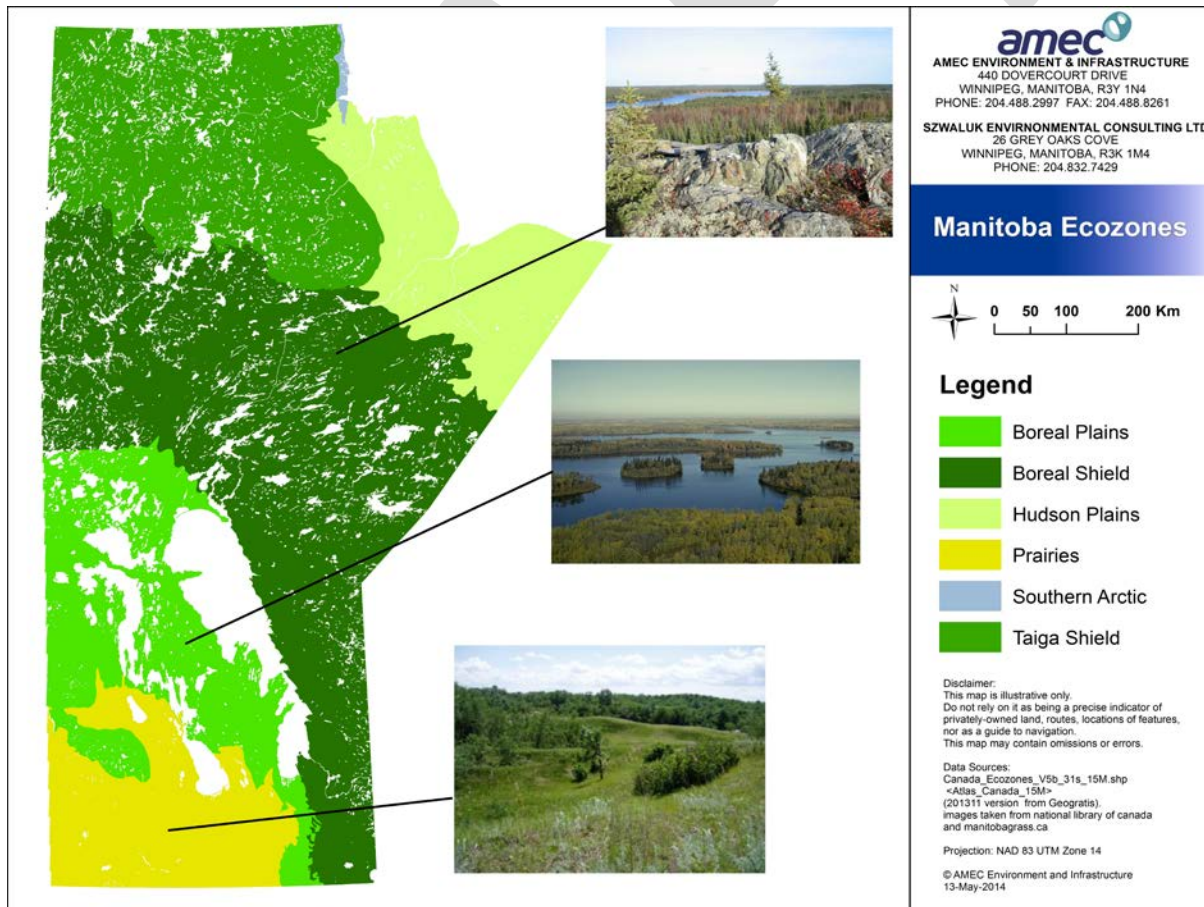 amec
AMEC ENVIRONMENT & INFRASTRUCTURE
440 DOVERCOURT DRIVE
WINNIPEG, MANITOBA, R3Y 1N4
PHONE: 204.488.2997 FAX: 204.488.8261
SZWALUK ENVIRNONMENTAL CONSULTING LTD
26 GREY OAKS COVE
WINNIPEG, MANITOBA, R3K 1M4
PHONE: 204.832.7429
Manitoba Ecozones
N
0 50 100 200 Km
Legend
Boreal Plains
Boreal Shield
Hudson Plains
Prairies
Southern Arctic
Taiga Shield
Disclaimer:
This map is illustrative only.
Do not rely on it as being a precise indicator of
privately-owned land, routes, locations of features,
nor as a guide to navigation.
This map may contain omissions or errors.
Data Sources:
Canada_Ecozones_V5b_31s_15M.shp
<Atlas_Canada_15M>
(201311 version from Geogratis).
images taken from national library of canada
and manitobagrass.ca
Projection: NAD 83 UTM Zone 14
© AMEC Environment and Infrastructure
13-May-2014